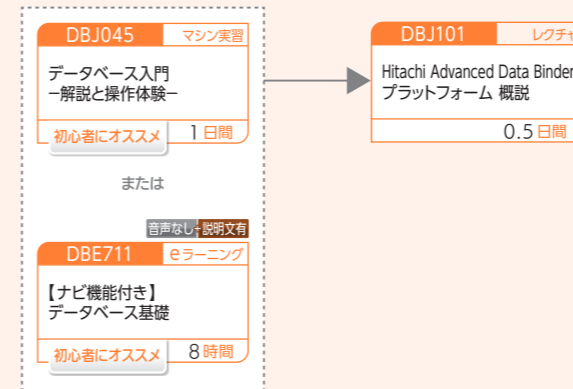 DBJ045 マシン実習
データベース入門
−解説と操作体験−
初心者にオススメ 1日間
または
音声なし+説明文有
DBE711 eラーニング
【ナビ機能付き】
データベース基礎
初心者にオススメ 8時間
DBJ101 レクチャ
Hitachi Advanced Data Binder
プラットフォーム 概説
0.5日間